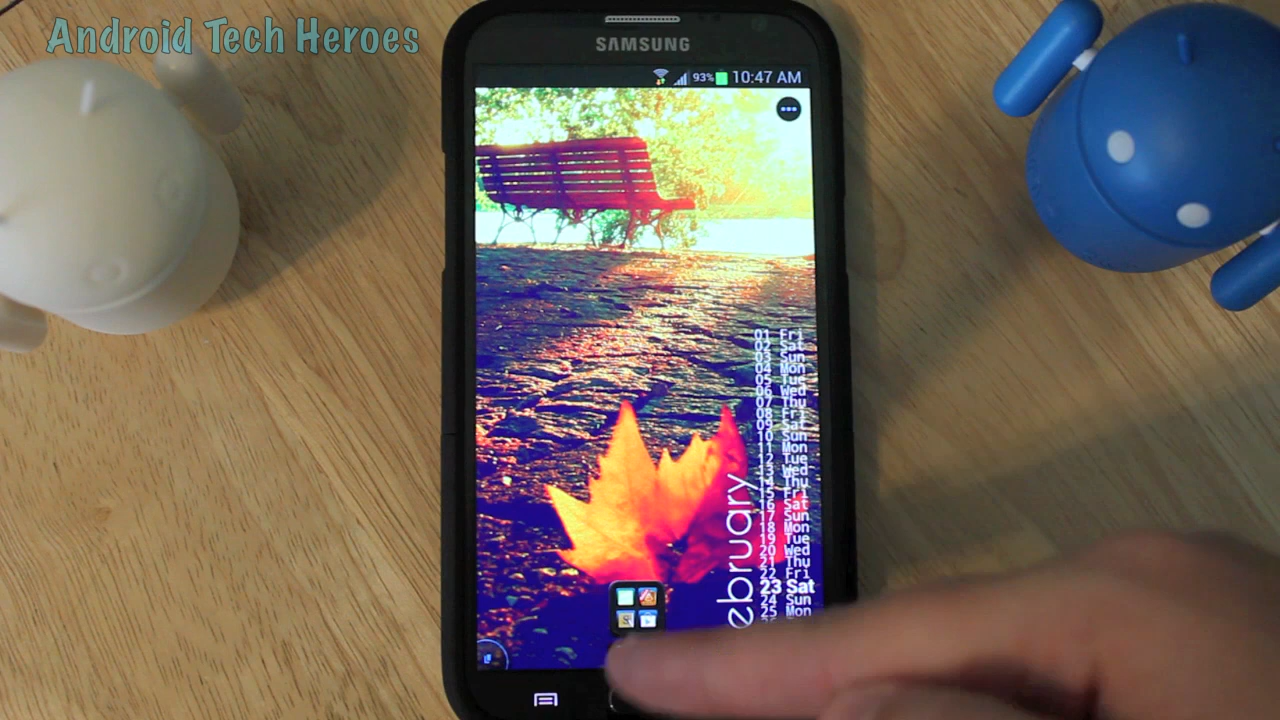 Android Tech Heroes
SAMSUNG
93% 10:47 AM
01 Fri
02 Sat
03 Sun
04 Mon
05 Tue
06 Wed
07 Thu
08 Fri
09 Sat
10 Sun
11 Mon
12 Tue
13 Wed
14 Thu
15 Fri
16 Sat
17 Sun
18 Mon
19 Tue
20 Wed
21 Thu
22 Fri
23 Sat
24 Sun
25 Mon
ebruary